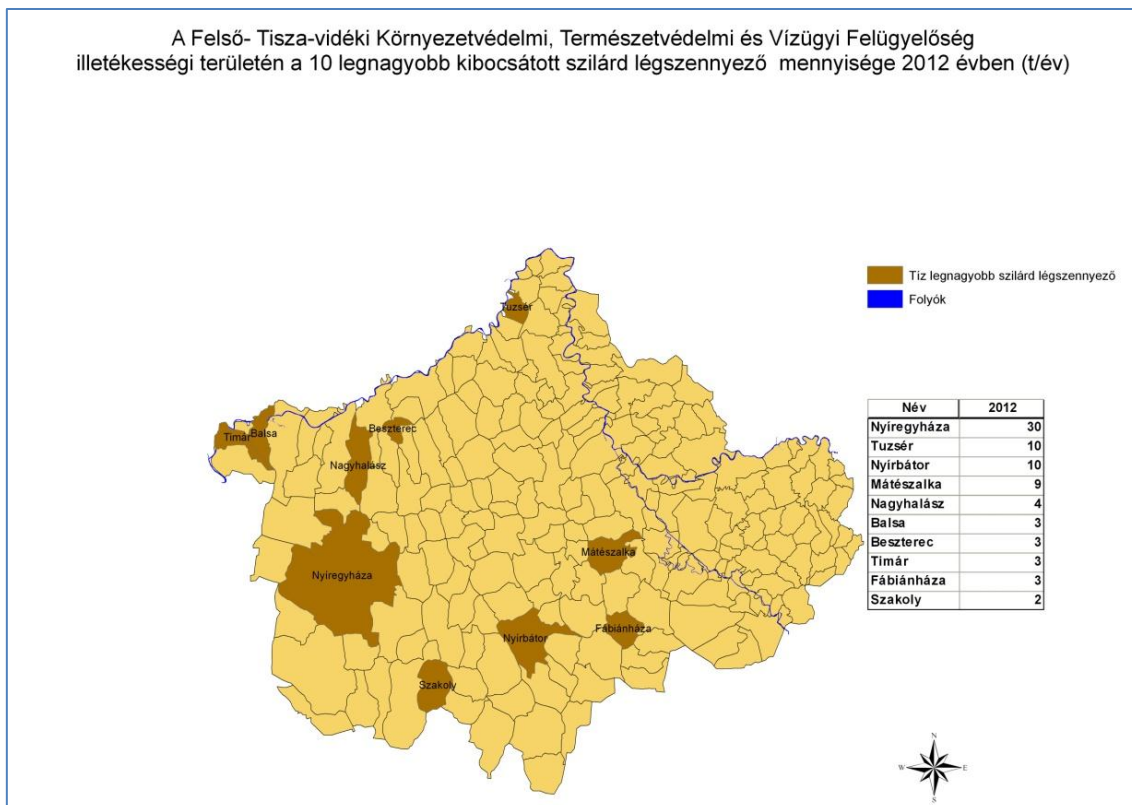 A Felső- Tisza-vidéki Környezetvédelmi, Természetvédelmi és Vízügyi Felügyelőség
illetékességi területén a 10 legnagyobb kibocsátott szilárd légszennyező mennyisége 2012 évben (t/év)
Tuzsér
Tiz legnagyobb szilárd légszennyező
Folyók
Timár
Balsa
Beszterec
Nagyhalász
Nyíregyháza
Mátészalka
Nyírbátor
Fábiánháza
Szakoly
Név 2012
Nyíregyháza 30
Tuzsér 10
Nyírbátor 10
Mátészalka 9
Nagyhalász 4
Balsa 3
Beszterec 3
Timár 3
Fábiánháza 3
Szakoly 2
N
W E
S